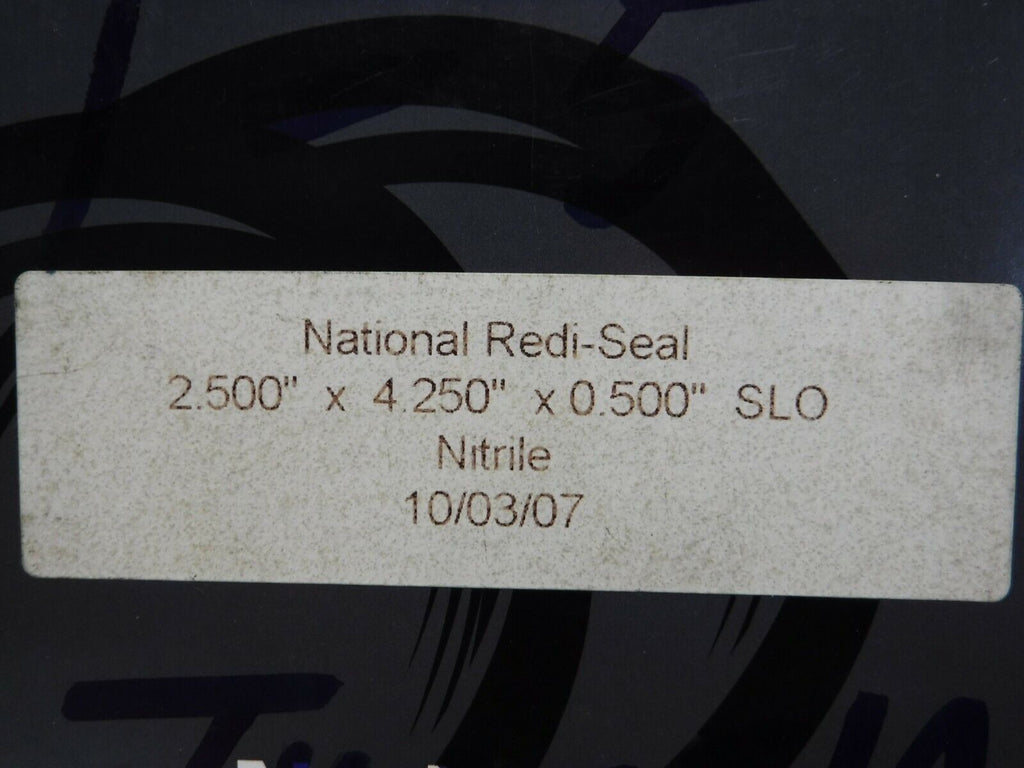 National Redi-Seal
2.500" x 4.250" x 0.500" SLO
Nitrile
10/03/07